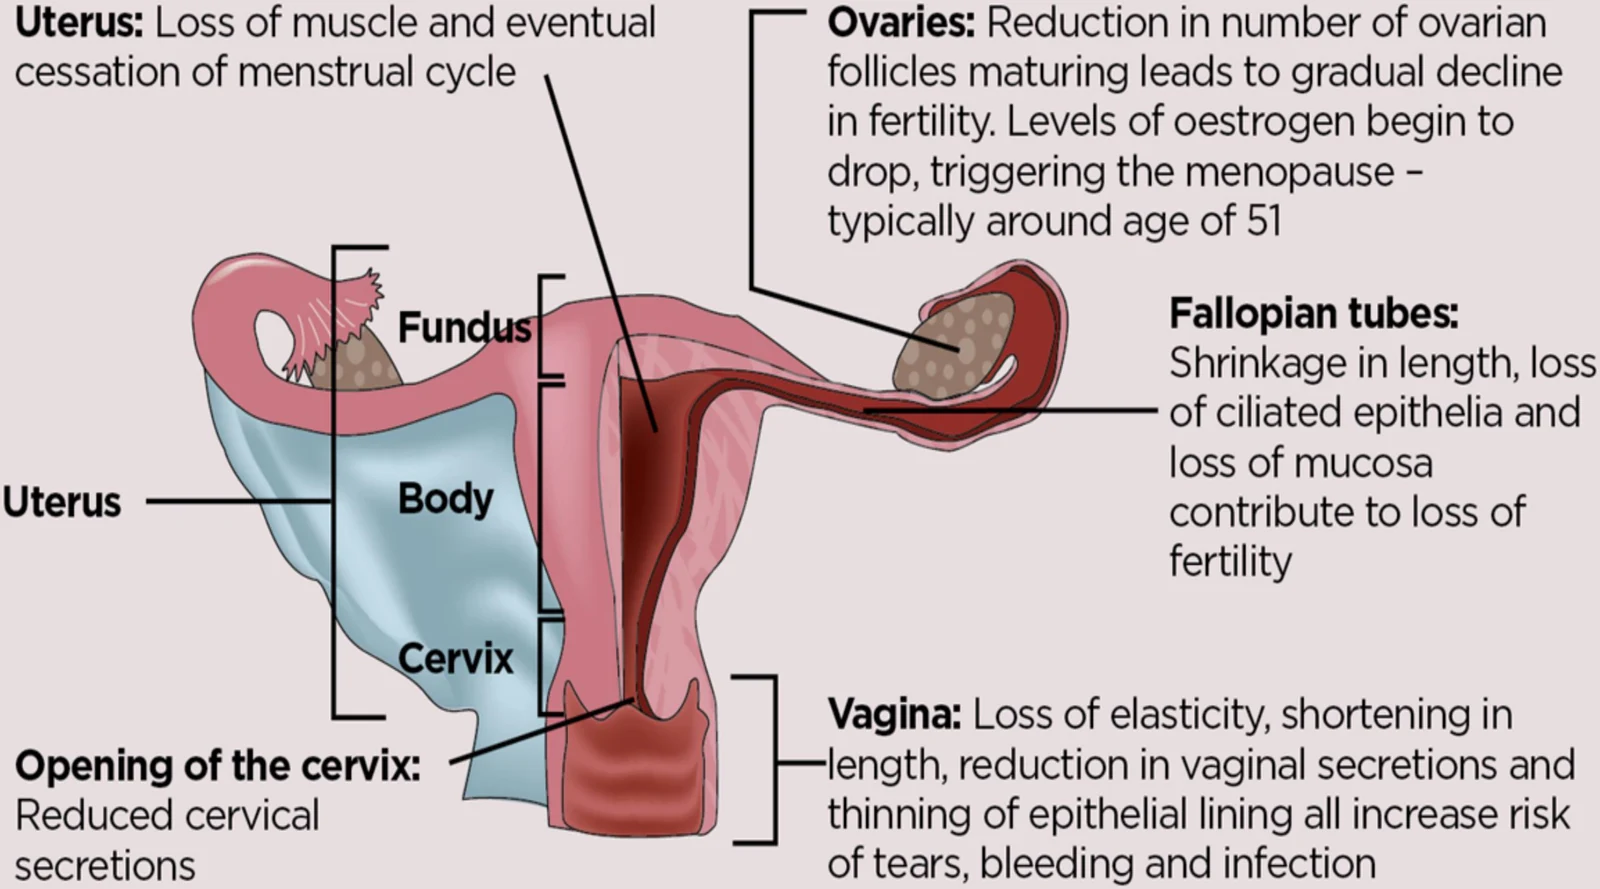 Uterus: Loss of muscle and eventual
cessation of menstrual cycle
Ovaries: Reduction in number of ovarian
follicles maturing leads to gradual decline
in fertility. Levels of oestrogen begin to
drop, triggering the menopause –
typically around age of 51
Fallopian tubes:
Shrinkage in length, loss
of ciliated epithelia and
loss of mucosa
contribute to loss of
fertility
Fundus
Uterus
Body
Cervix
Opening of the cervix:
Reduced cervical
secretions
Vagina: Loss of elasticity, shortening in
length, reduction in vaginal secretions and
thinning of epithelial lining all increase risk
of tears, bleeding and infection